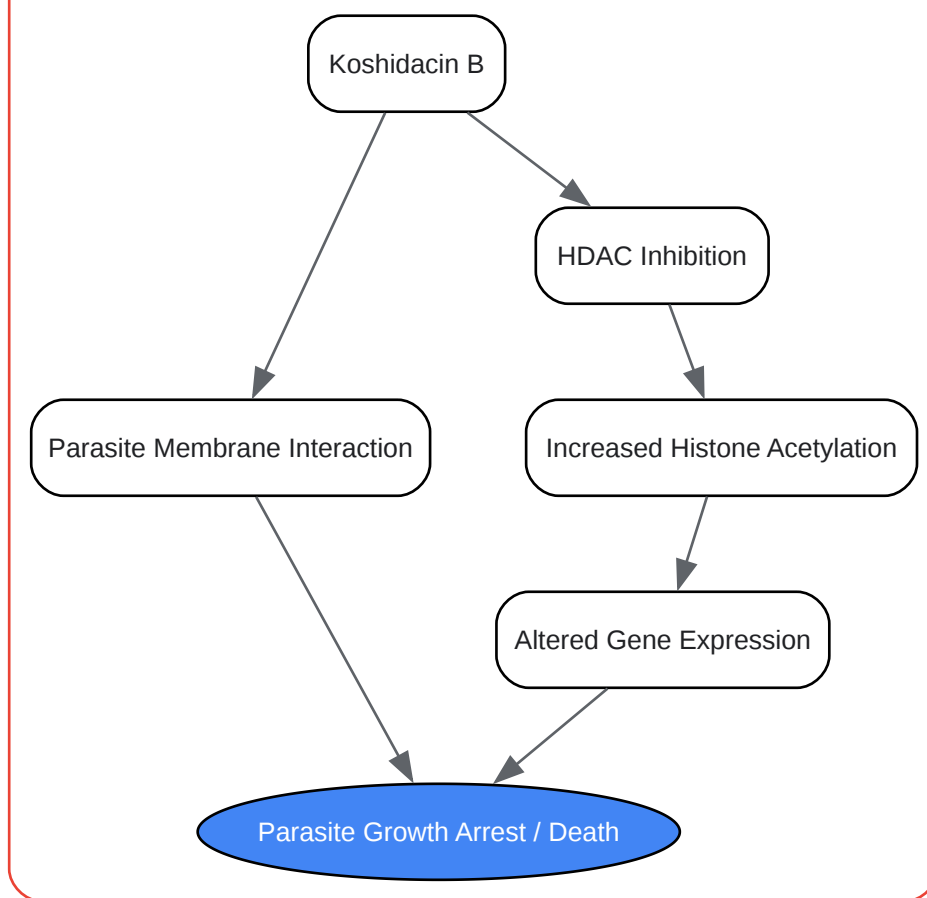 Koshidacin B
HDAC Inhibition
Parasite Membrane Interaction
Increased Histone Acetylation
Altered Gene Expression
Parasite Growth Arrest / Death